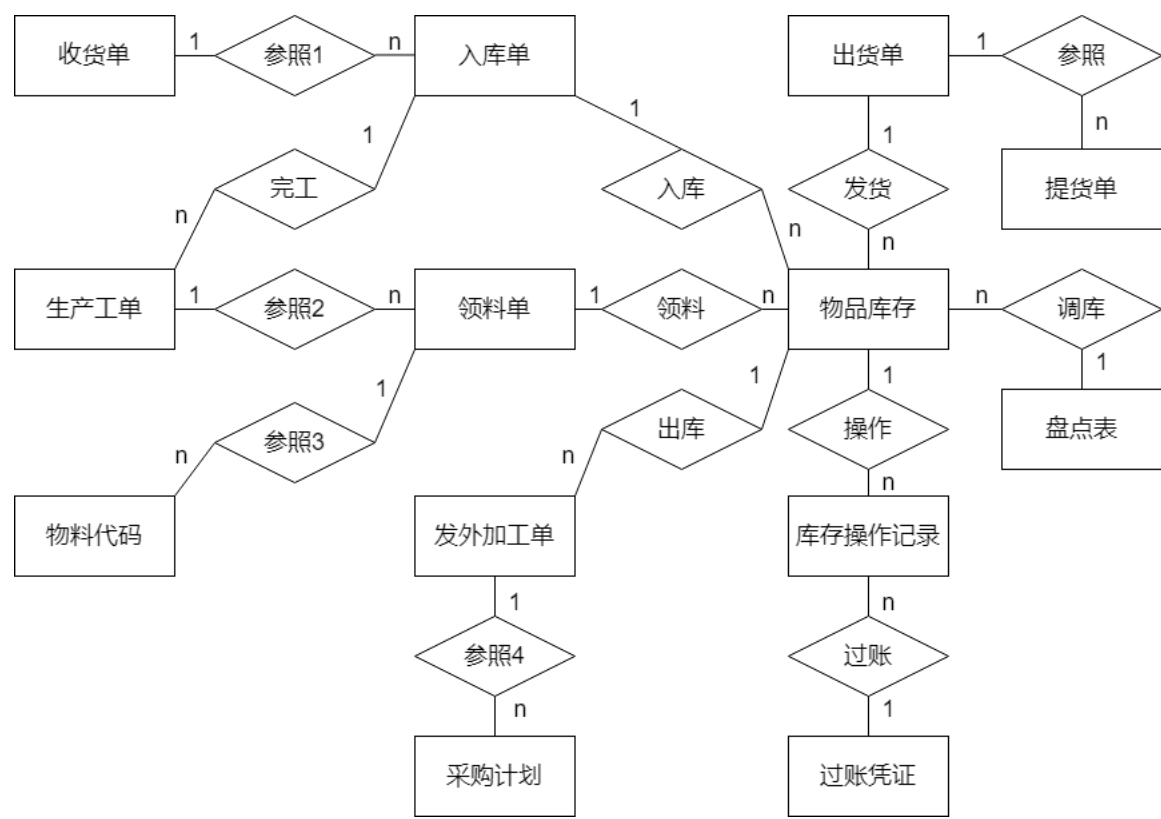 收货单 1 参照1 n 入库单 出货单 1 参照
1 1 1 n
完工 入库 发货 提货单
n n n
生产工单 1 参照2 n 领料单 1 领料 n 物品库存 n 调库
1 1 1 1
参照3 出库 操作 盘点表
n n n
物料代码 发外加工单 库存操作记录
1 n
参照4 过账
n 1
采购计划 过账凭证